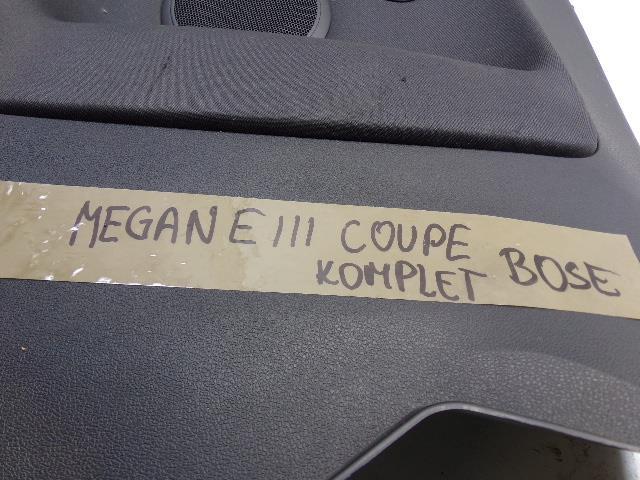 MEGANE III COUPE BOSE
KOMPLET